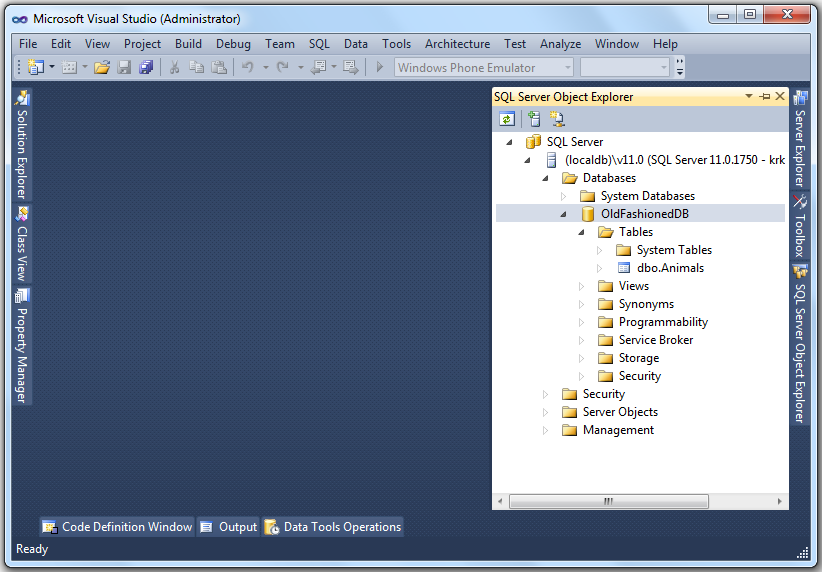 Microsoft Visual Studio (Administrator)
File Edit View Project Build Debug Team SQL Data Tools Architecture Test Analyze Window Help
Windows Phone Emulator
Solution Explorer
Class View
Property Manager
SQL Server Object Explorer
SQL Server
(localdb)\v11.0 (SQL Server 11.0.1750 - krk
Databases
System Databases
OldFashionedDB
Tables
System Tables
dbo.Animals
Views
Synonyms
Programmability
Service Broker
Storage
Security
Security
Server Objects
Management
Server Explorer
Toolbox
SQL Server Object Explorer
Code Definition Window Output Data Tools Operations
Ready